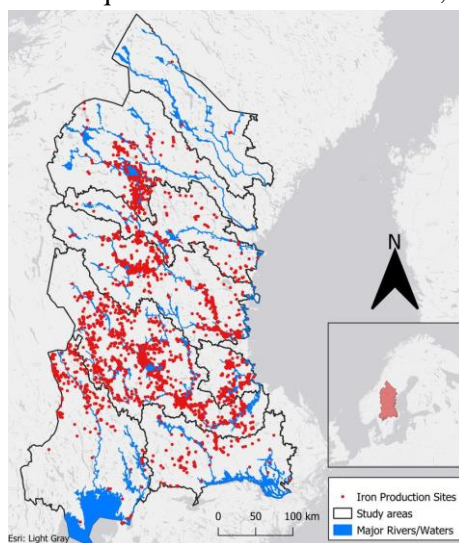 N
Iron Production Sites
Study areas
Major Rivers/Waters
0 50 100 km
Esri: Light Gray